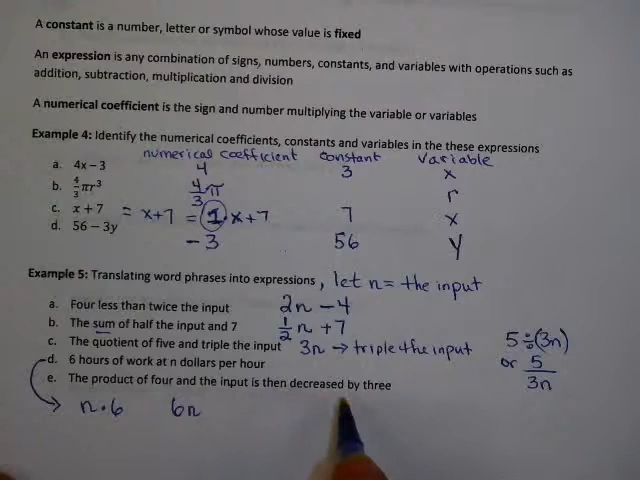 A constant is a number, letter or symbol whose value is fixed
An expression is any combination of signs, numbers, constants, and variables with operations such as
addition, subtraction, multiplication and division
A numerical coefficient is the sign and number multiplying the variable or variables
Example 4: Identify the numerical coefficients, constants and variables in the these expressions
numerical coefficient constant variable
a. 4x – 3 4 3 x
b. 4/3 πr³ 4/3 π r
c. x + 7 = x+7 = 1·x+7 7 x
d. 56 – 3y –3 56 y
Example 5: Translating word phrases into expressions, let n = the input
a. Four less than twice the input 2n – 4
b. The sum of half the input and 7 1/2 n + 7
c. The quotient of five and triple the input 3n → triple the input 5 ÷ (3n)
or 5/3n
d. 6 hours of work at n dollars per hour
e. The product of four and the input is then decreased by three
n·6 6n